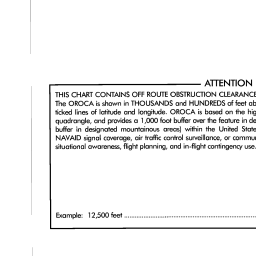 ATTENTION
THIS CHART CONTAINS OFF ROUTE OBSTRUCTION CLEARANCE
The OROCA is shown in THOUSANDS and HUNDREDS of feet ab
ticked lines of latitude and longitude. OROCA is based on the hig
quadrangle, and provides a 1,000 foot buffer over the feature in de
buffer in designated mountainous areas) within the United State
NAVAID signal coverage, air traffic control surveillance, or commu
situational awareness, flight planning, and in-flight contingency use.
Example: 12,500 feet